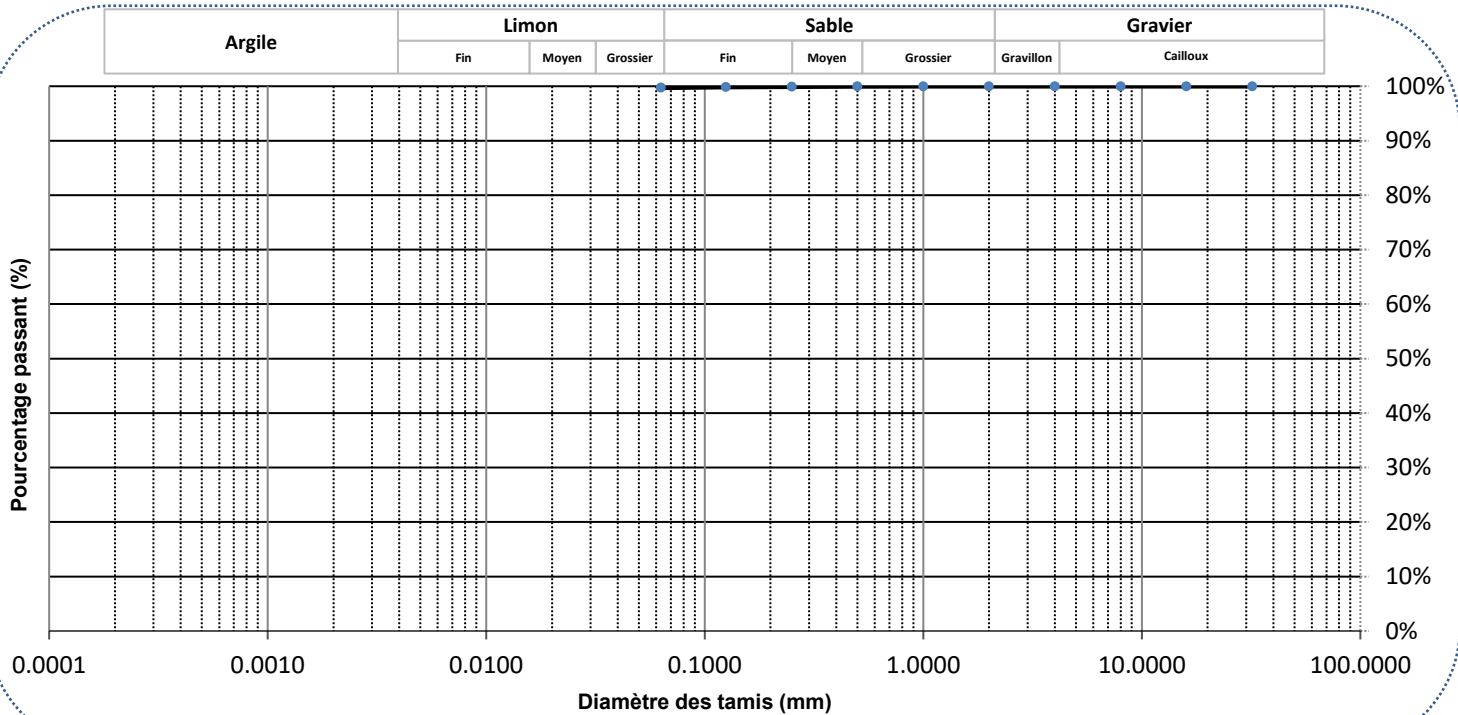 Argile
Limon
Sable
Gravier
Fin
Moyen
Grossier
Fin
Moyen
Grossier
Gravillon
Cailloux
100%
90%
80%
70%
60%
50%
40%
30%
20%
10%
0%
Pourcentage passant (%)
0.0001
0.0010
0.0100
0.1000
1.0000
10.0000
100.0000
Diamètre des tamis (mm)